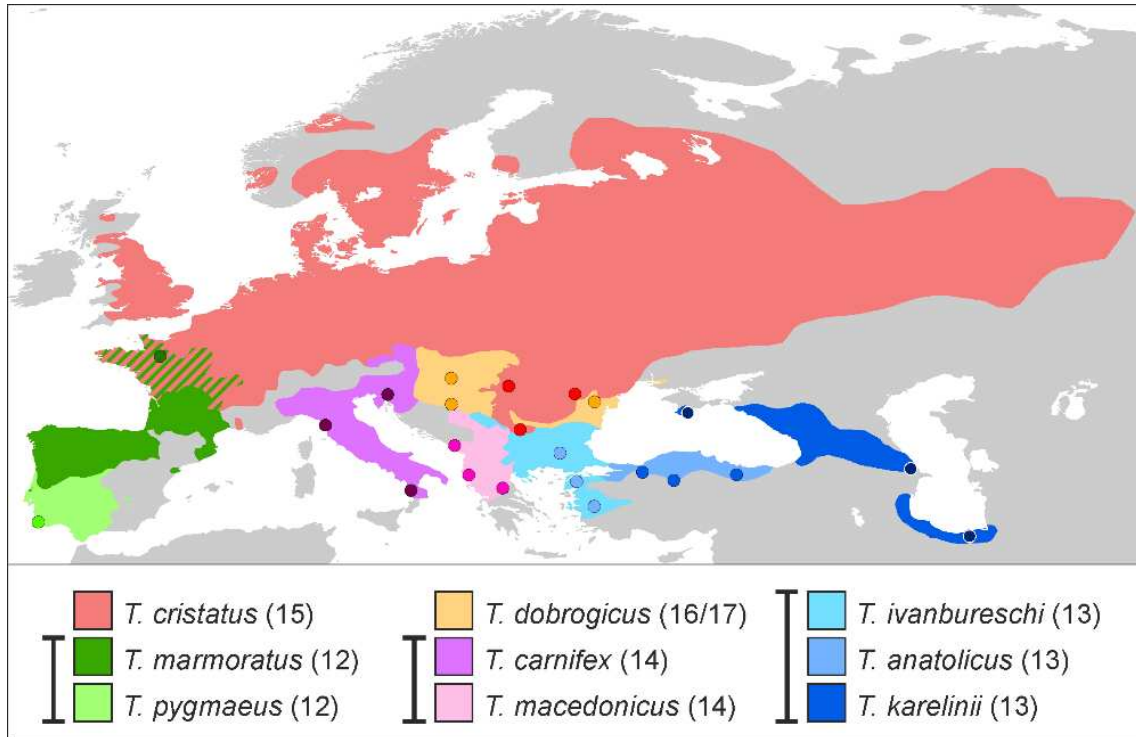 T. cristatus (15)
T. marmoratus (12)
T. pygmaeus (12)
T. dobrogicus (16/17)
T. carnifex (14)
T. macedonicus (14)
T. ivanbureschi (13)
T. anatolicus (13)
T. karelinii (13)